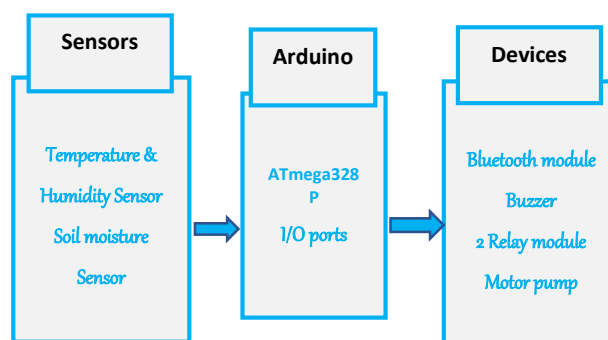 Sensors
Temperature &
Humidity Sensor
Soil moisture
Sensor
Arduino
ATmega328
P
I/O ports
Devices
Bluetooth module
Buzzer
2 Relay module
Motor pump